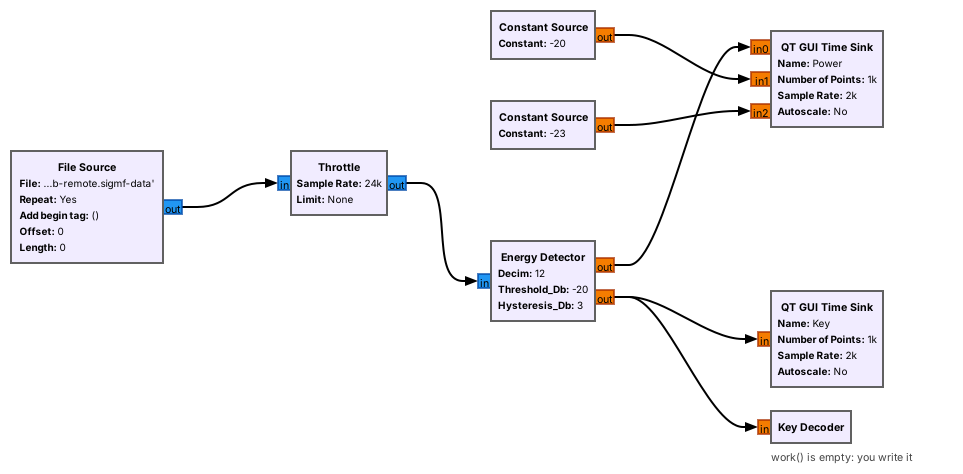 Constant Source
Constant: -20
out
Constant Source
Constant: -23
out
in0
in1
in2
QT GUI Time Sink
Name: Power
Number of Points: 1k
Sample Rate: 2k
Autoscale: No
File Source
File: ...b-remote.sigmf-data'
Repeat: Yes
Add begin tag: ()
Offset: 0
Length: 0
out
in
Throttle
Sample Rate: 24k
Limit: None
out
in
Energy Detector
Decim: 12
Threshold_Db: -20
Hysteresis_Db: 3
out
out
in
QT GUI Time Sink
Name: Key
Number of Points: 1k
Sample Rate: 2k
Autoscale: No
in
Key Decoder
work() is empty: you write it